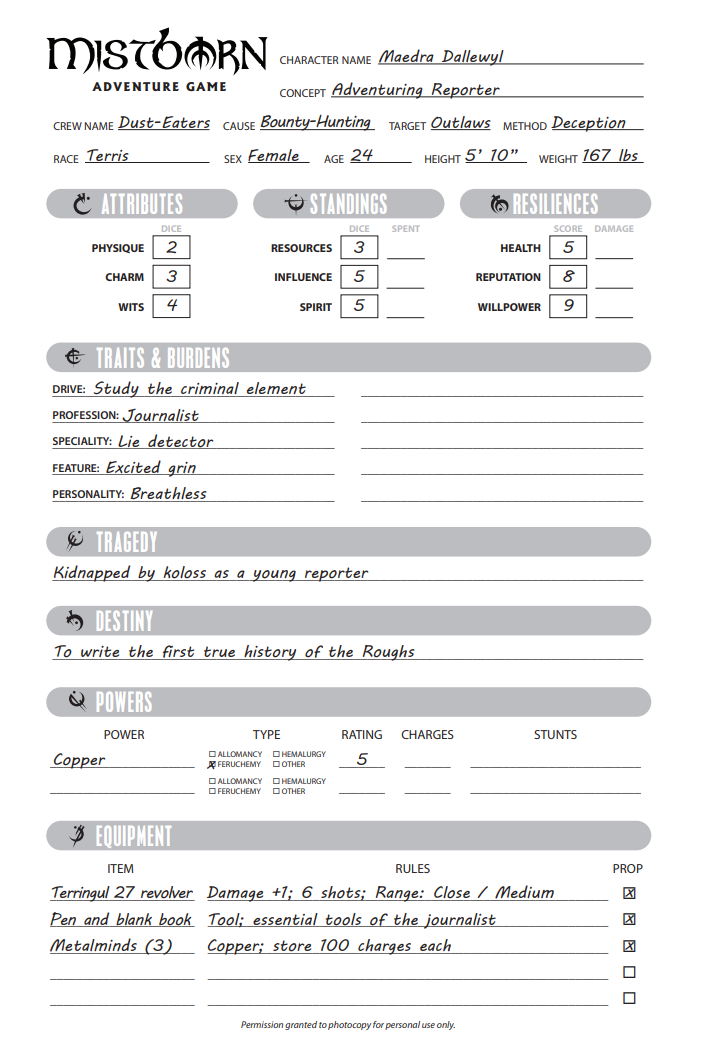 MISTBORN
ADVENTURE GAME
CHARACTER NAME Maedra Dallewyl
CONCEPT Adventuring Reporter
CREW NAME Dust-Eaters CAUSE Bounty-Hunting TARGET Outlaws METHOD Deception
RACE Terris SEX Female AGE 24 HEIGHT 5' 10” WEIGHT 167 lbs
ATTRIBUTES STANDINGS RESILIENCES
DICE DICE SPENT SCORE DAMAGE
PHYSIQUE 2 RESOURCES 3 HEALTH 5
CHARM 3 INFLUENCE 5 REPUTATION 8
WITS 4 SPIRIT 5 WILLPOWER 9
TRAITS & BURDENS
DRIVE: Study the criminal element
PROFESSION: Journalist
SPECIALITY: Lie detector
FEATURE: Excited grin
PERSONALITY: Breathless
TRAGEDY
Kidnapped by koloss as a young reporter
DESTINY
To write the first true history of the Roughs
POWERS
POWER TYPE RATING CHARGES STUNTS
Copper ☐ ALLOMANCY ☐ HEMALURGY 5
☒ FERUCHEMY ☐ OTHER
☐ ALLOMANCY ☐ HEMALURGY
☐ FERUCHEMY ☐ OTHER
EQUIPMENT
ITEM RULES PROP
Terringul 27 revolver Damage +1; 6 shots; Range: Close / Medium ☒
Pen and blank book Tool; essential tools of the journalist ☒
Metalminds (3) Copper; store 100 charges each ☒
☐
☐
Permission granted to photocopy for personal use only.